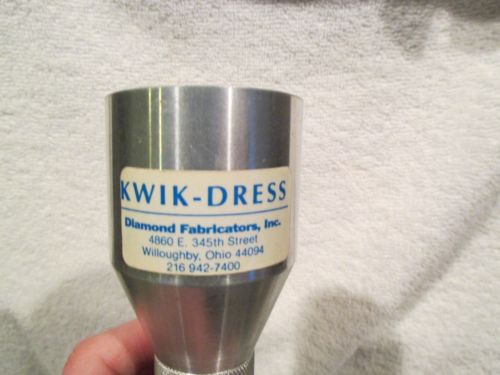 KWIK-DRESS
Diamond Fabricators, Inc.
4860 E. 345th Street
Willoughby, Ohio 44094
216 942-7400